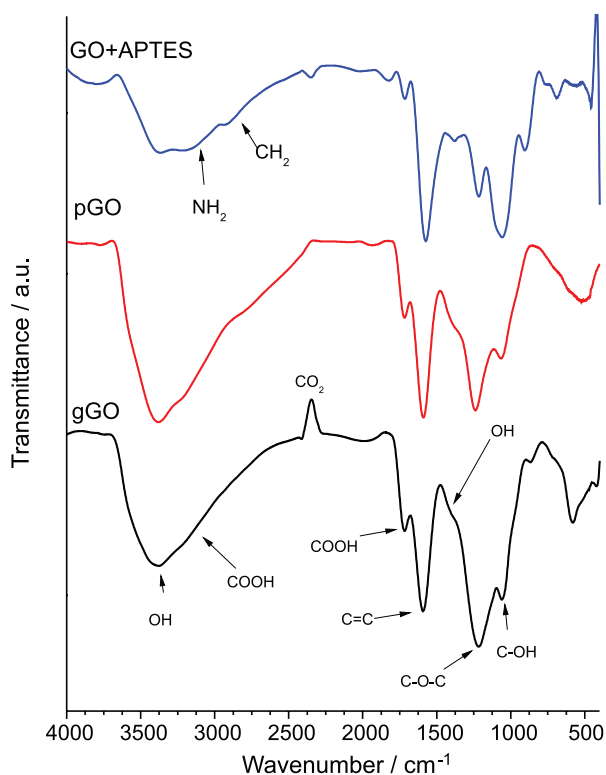 GO+APTES
CH₂
NH₂
pGO
CO₂
gGO
OH
COOH
COOH
OH
C=C
C-OH
C-O-C
Transmittance / a.u.
4000 3500 3000 2500 2000 1500 1000 500
Wavenumber / cm⁻¹